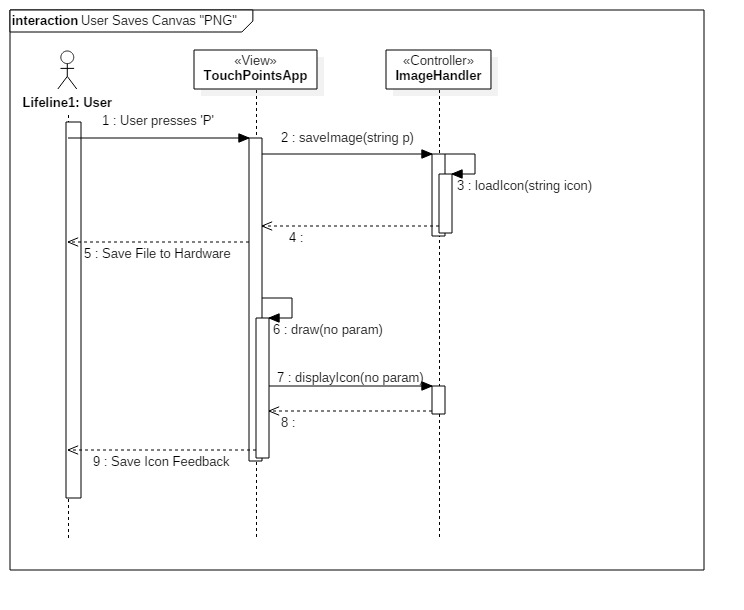 interaction User Saves Canvas "PNG"
«View»
TouchPointsApp
«Controller»
ImageHandler
Lifeline1: User
1 : User presses 'P'
2 : saveImage(string p)
3 : loadIcon(string icon)
4 :
5 : Save File to Hardware
6 : draw(no param)
7 : displayIcon(no param)
8 :
9 : Save Icon Feedback